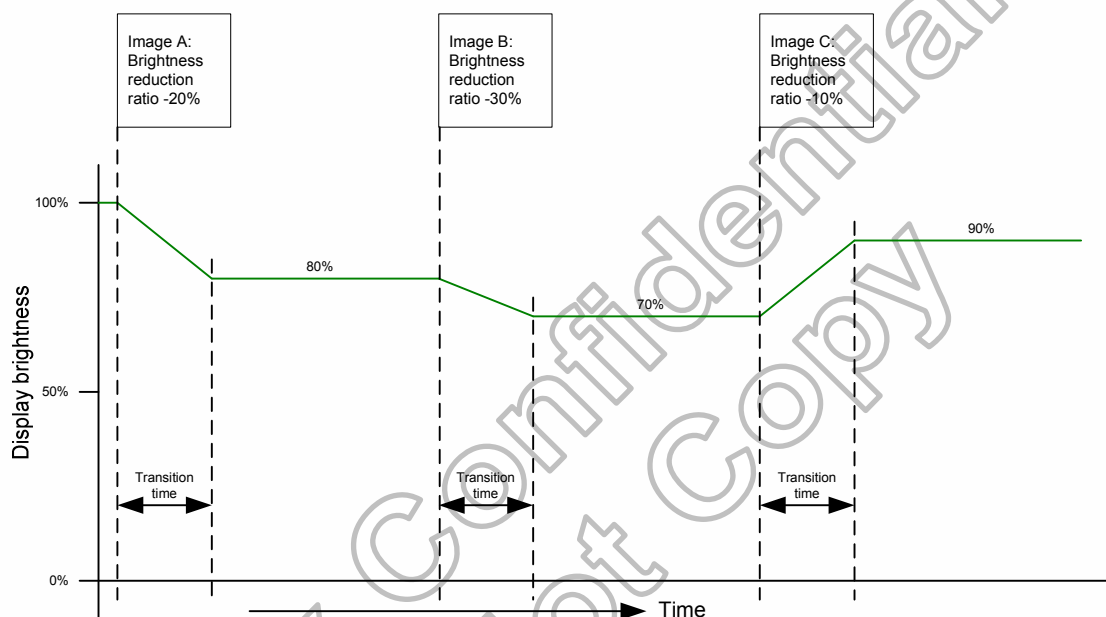 Image A:
Brightness
reduction
ratio -20%
Image B:
Brightness
reduction
ratio -30%
Image C:
Brightness
reduction
ratio -10%
100%
80%
70%
90%
50%
0%
Display brightness
Transition
time
Transition
time
Transition
time
Time
Confidential
Copy